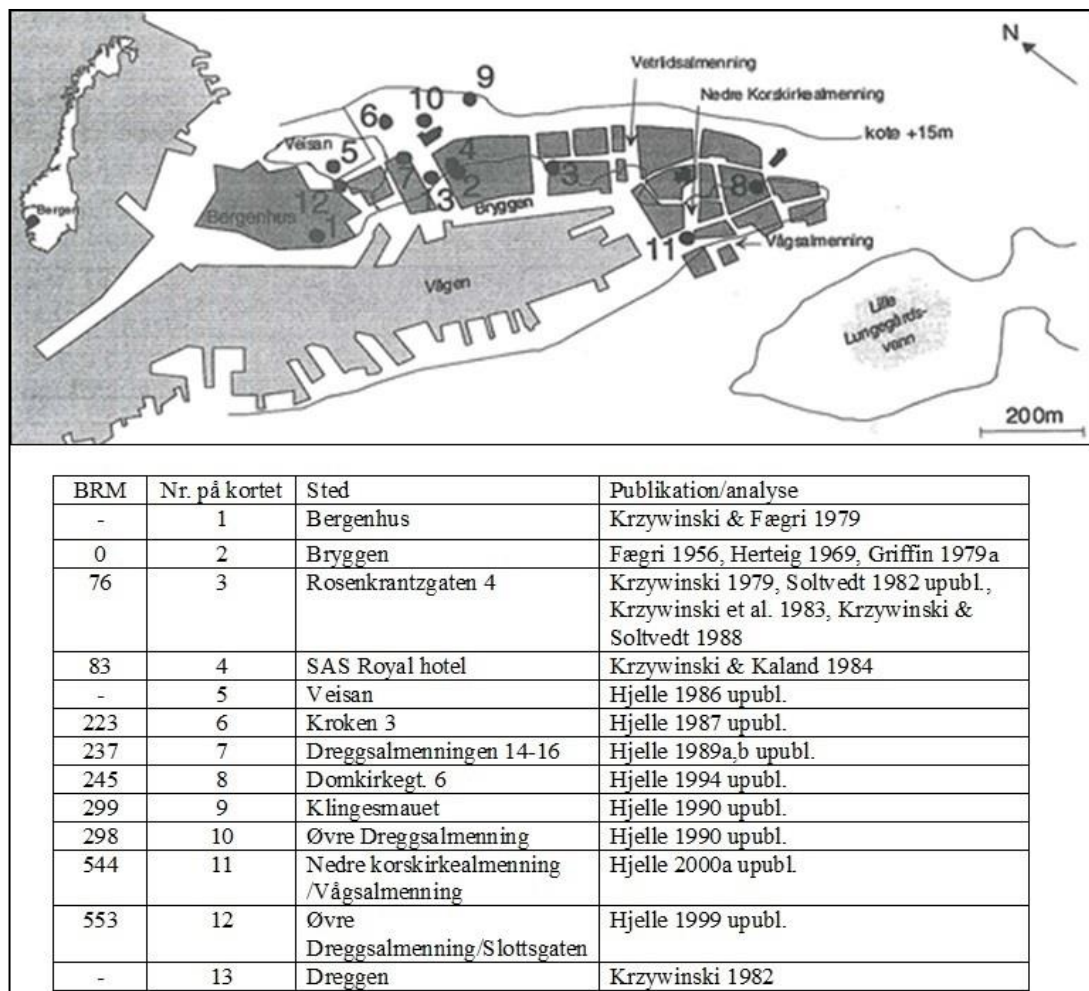 N
9
Vetrlidsalmenning
10
Nedre Korskirkealmenning
6
kote +15m
Veisan
5
4
7
3
2
3
8
12
Bergen
Bergenhus
1
Bryggen
11
Vågsalmenning
Vågen
Lille
Lungegårds-
vann
200m
BRM Nr. på kortet Sted Publikation/analyse
- 1 Bergenhus Krzywinski & Fægri 1979
0 2 Bryggen Fægri 1956, Herteig 1969, Griffin 1979a
76 3 Rosenkrantzgaten 4 Krzywinski 1979, Soltvedt 1982 upubl.,
Krzywinski et al. 1983, Krzywinski &
Soltvedt 1988
83 4 SAS Royal hotel Krzywinski & Kaland 1984
- 5 Veisan Hjelle 1986 upubl.
223 6 Kroken 3 Hjelle 1987 upubl.
237 7 Dreggsalmenningen 14-16 Hjelle 1989a,b upubl.
245 8 Domkirkegt. 6 Hjelle 1994 upubl.
299 9 Klingesmauet Hjelle 1990 upubl.
298 10 Øvre Dreggsalmenning Hjelle 1990 upubl.
544 11 Nedre korskirkealmenning Hjelle 2000a upubl.
/Vågsalmenning
553 12 Øvre Hjelle 1999 upubl.
Dreggsalmenning/Slottsgaten
- 13 Dreggen Krzywinski 1982